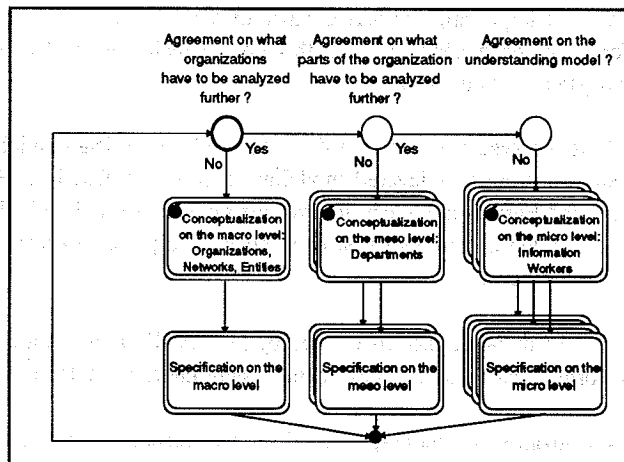 Agreement on what
organizations
have to be analyzed
further ?
Agreement on what
parts of the organization
have to be analyzed
further ?
Agreement on the
understanding model ?
Yes
No
Yes
No
No
Conceptualization
on the macro level:
Organizations,
Networks, Entities
Conceptualization
on the meso level:
Departments
Conceptualization
on the micro level:
Information
Workers
Specification on the
macro level
Specification on the
meso level
Specification on the
micro level